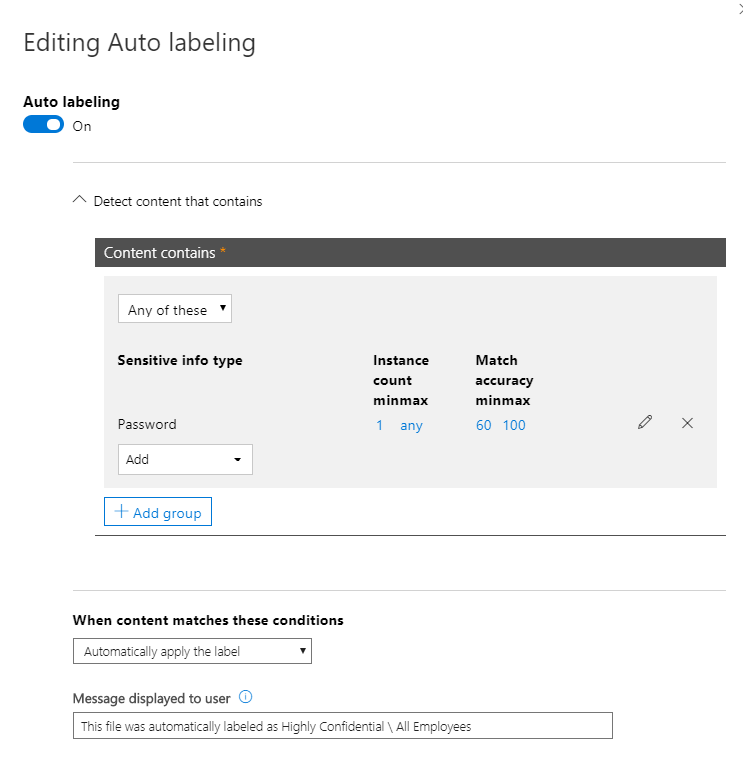 Editing Auto labeling
Auto labeling
On
Detect content that contains
Content contains *
Any of these
Sensitive info type
Instance count minmax
Match accuracy minmax
Password
1 any
60 100
Add
Add group
When content matches these conditions
Automatically apply the label
Message displayed to user
This file was automatically labeled as Highly Confidential \ All Employees